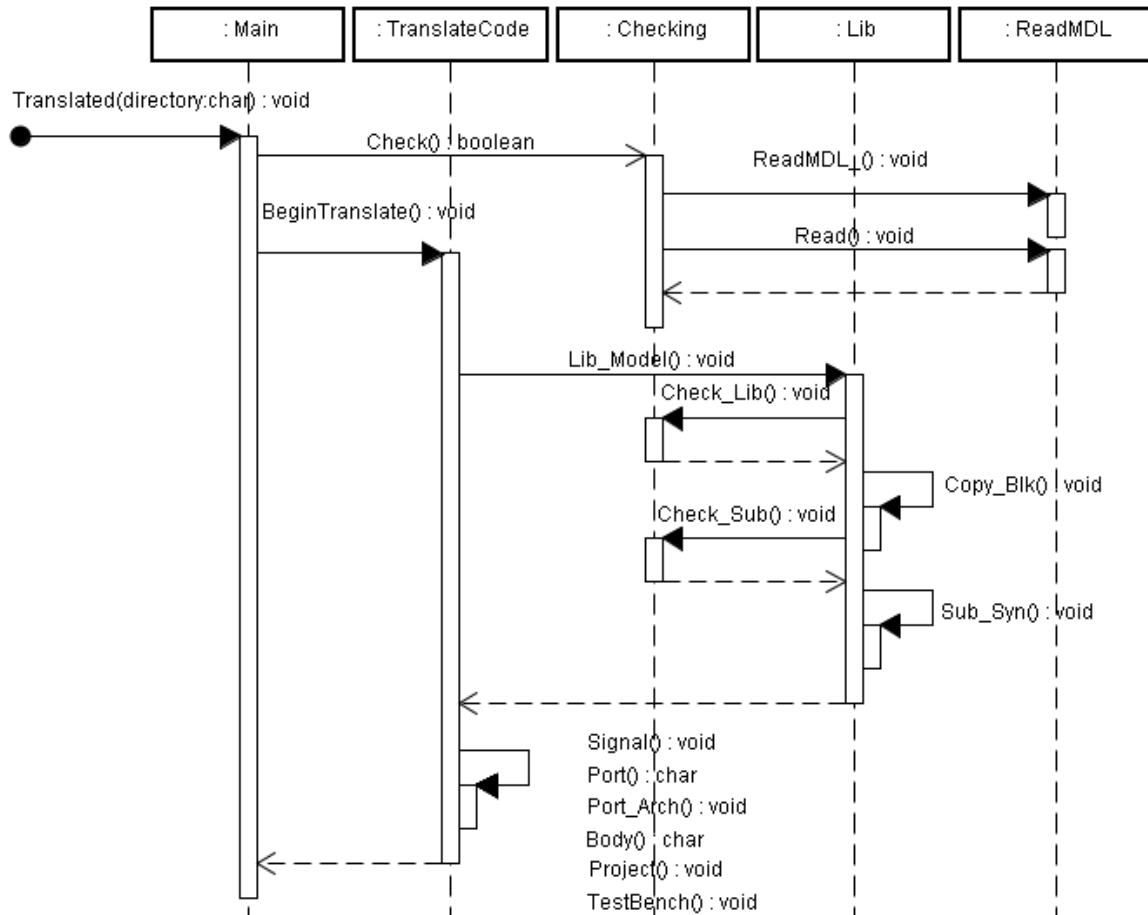 : Main
: TranslateCode
: Checking
: Lib
: ReadMDL
Translated(directory:char) : void
Check() : boolean
ReadMDL_() : void
BeginTranslate() : void
Read() : void
Lib_Model() : void
Check_Lib() : void
Copy_Blk() : void
Check_Sub() : void
Sub_Syn() : void
Signal() : void
Port() : char
Port_Arch() : void
Body() : char
Project() : void
TestBench() : void